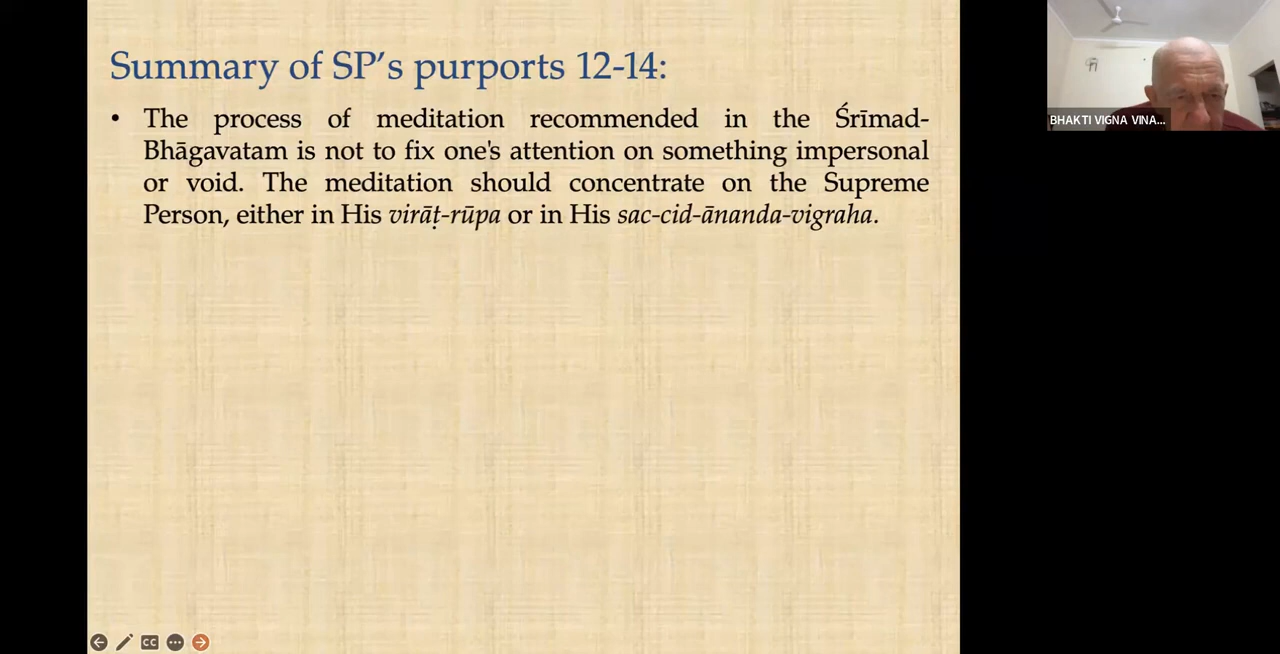 Summary of SP's purports 12-14:
• The process of meditation recommended in the Śrīmad-
Bhāgavatam is not to fix one's attention on something impersonal
or void. The meditation should concentrate on the Supreme
Person, either in His virāṭ-rūpa or in His sac-cid-ānanda-vigraha.
BHAKTI VIGNA VINA...
CC